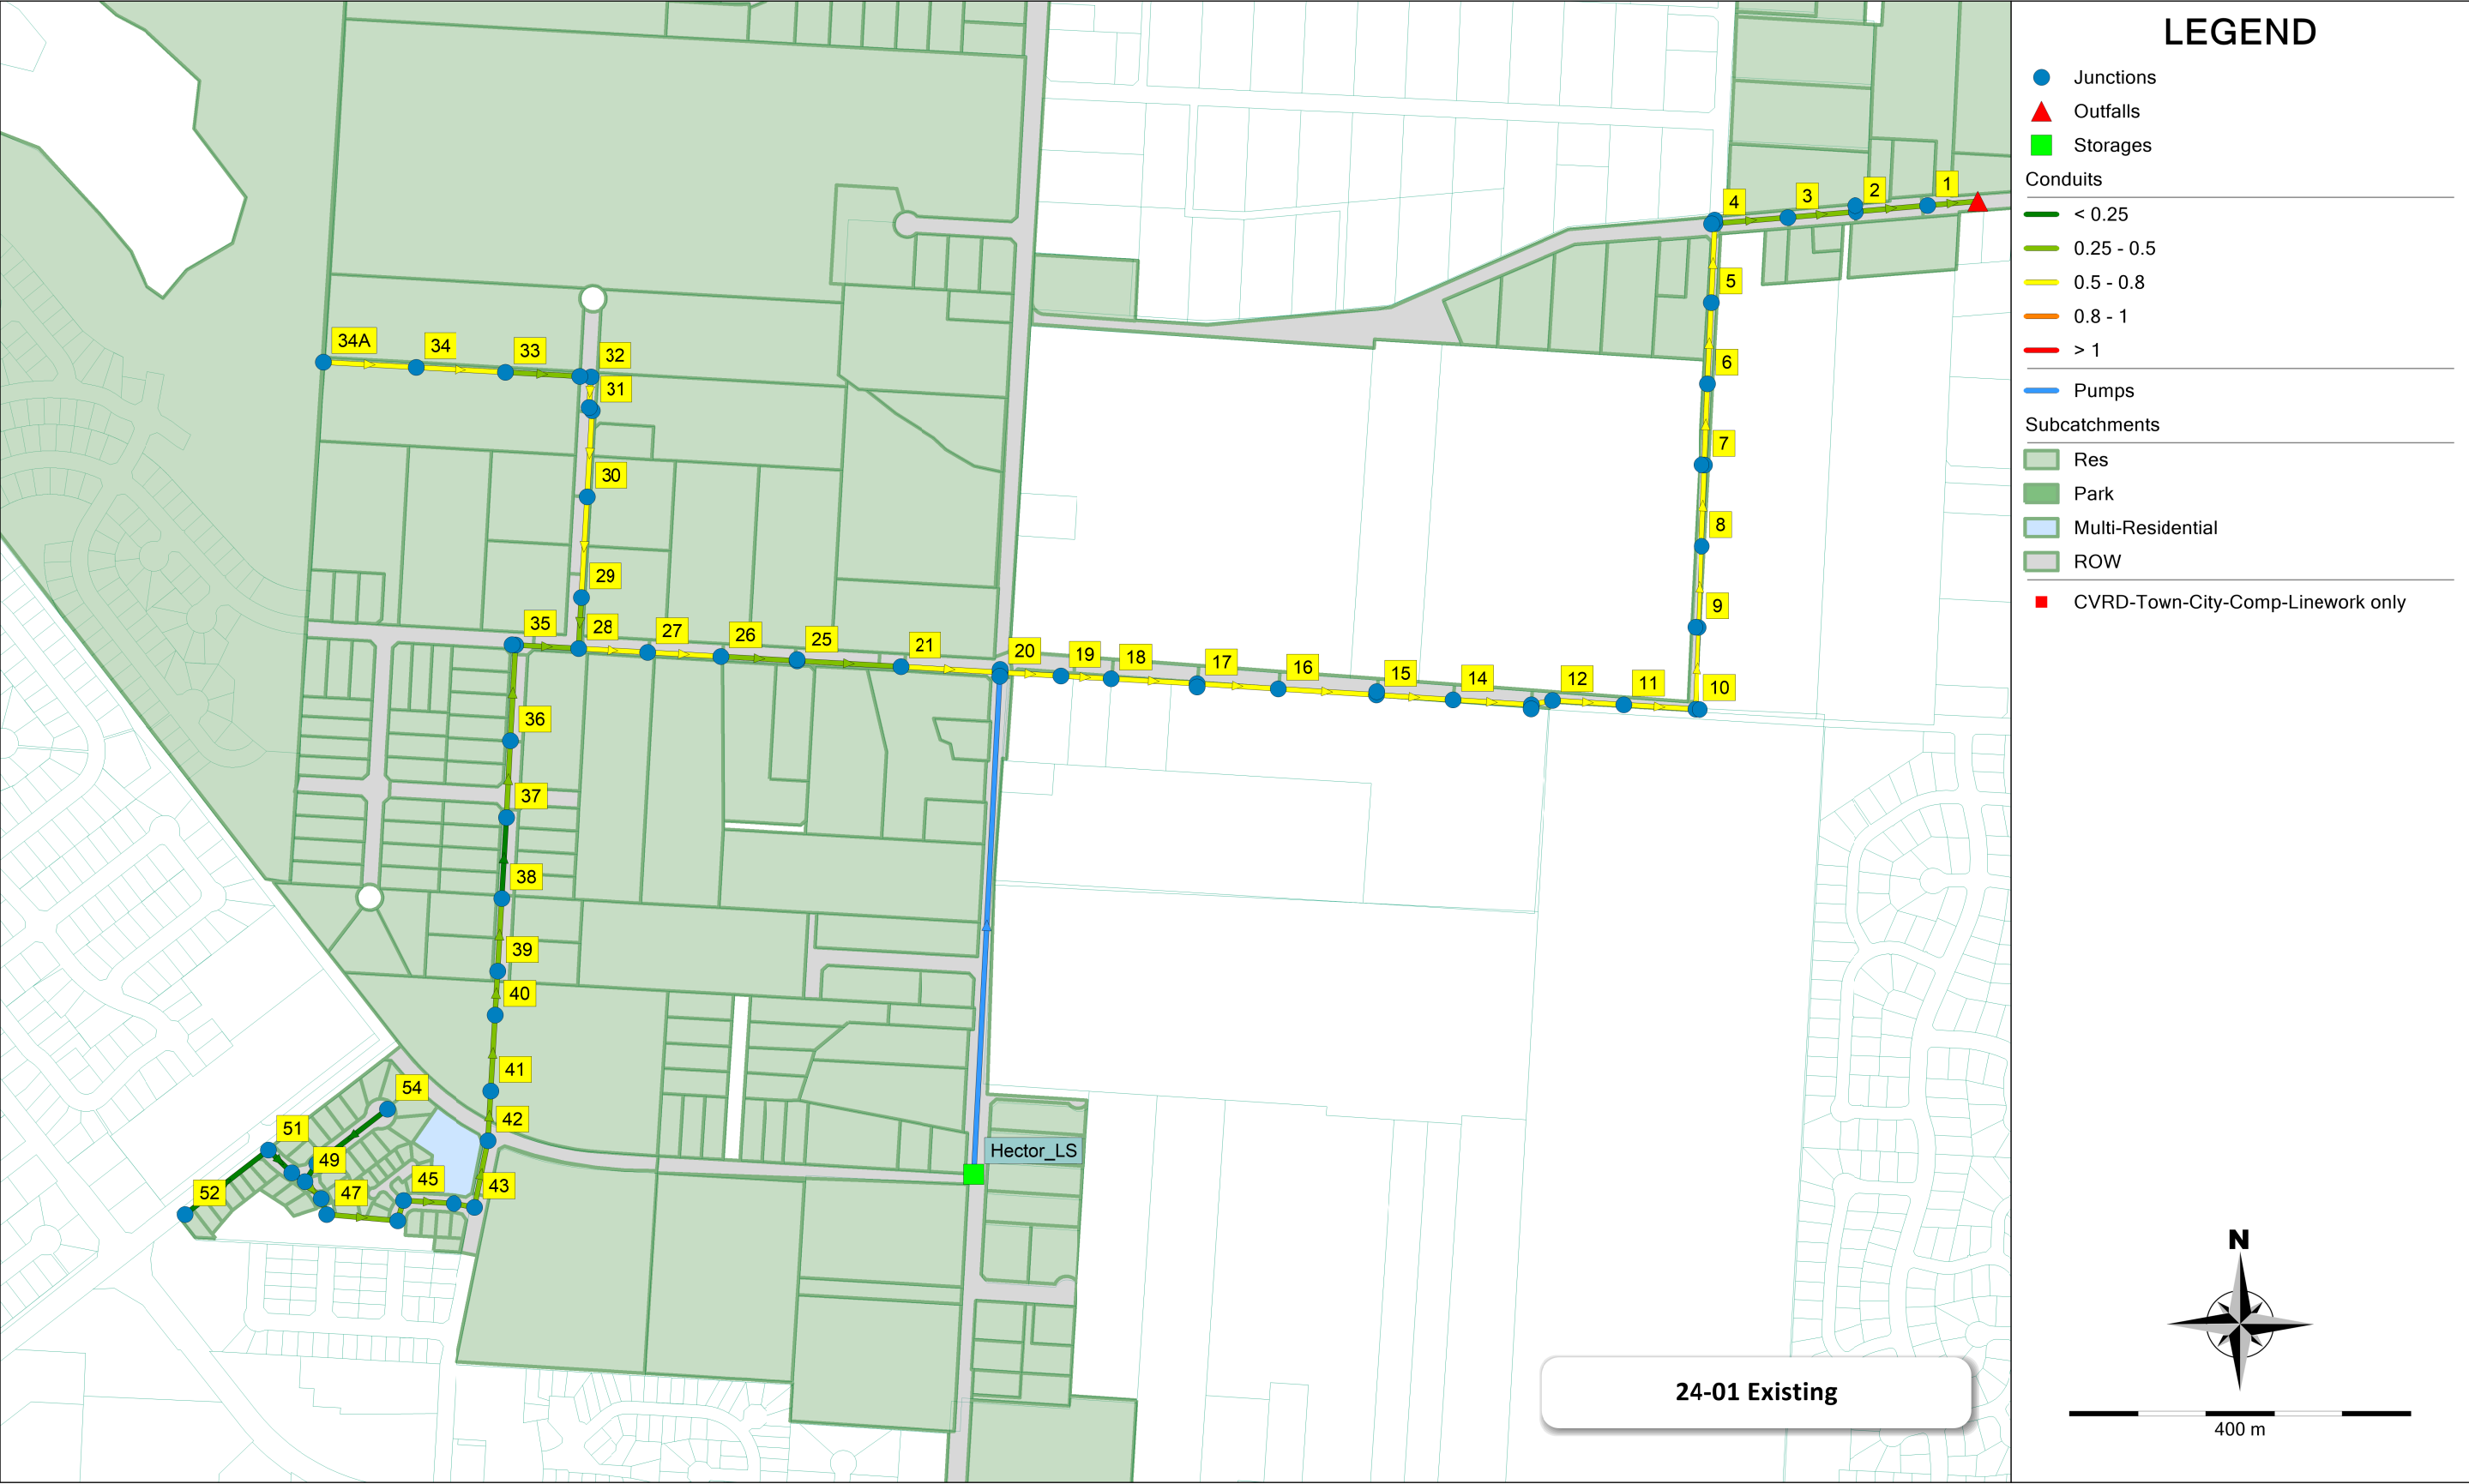 34A
34
33
32
31
30
29
28
27
26
25
21
20
19
18
17
16
15
14
12
11
10
9
8
7
6
5
4
3
2
1
35
36
37
38
39
40
41
42
43
45
47
49
51
52
54
Hector_LS
24-01 Existing
LEGEND
Junctions
Outfalls
Storages
Conduits
< 0.25
0.25 - 0.5
0.5 - 0.8
0.8 - 1
> 1
Pumps
Subcatchments
Res
Park
Multi-Residential
ROW
CVRD-Town-City-Comp-Linework only
N
400 m